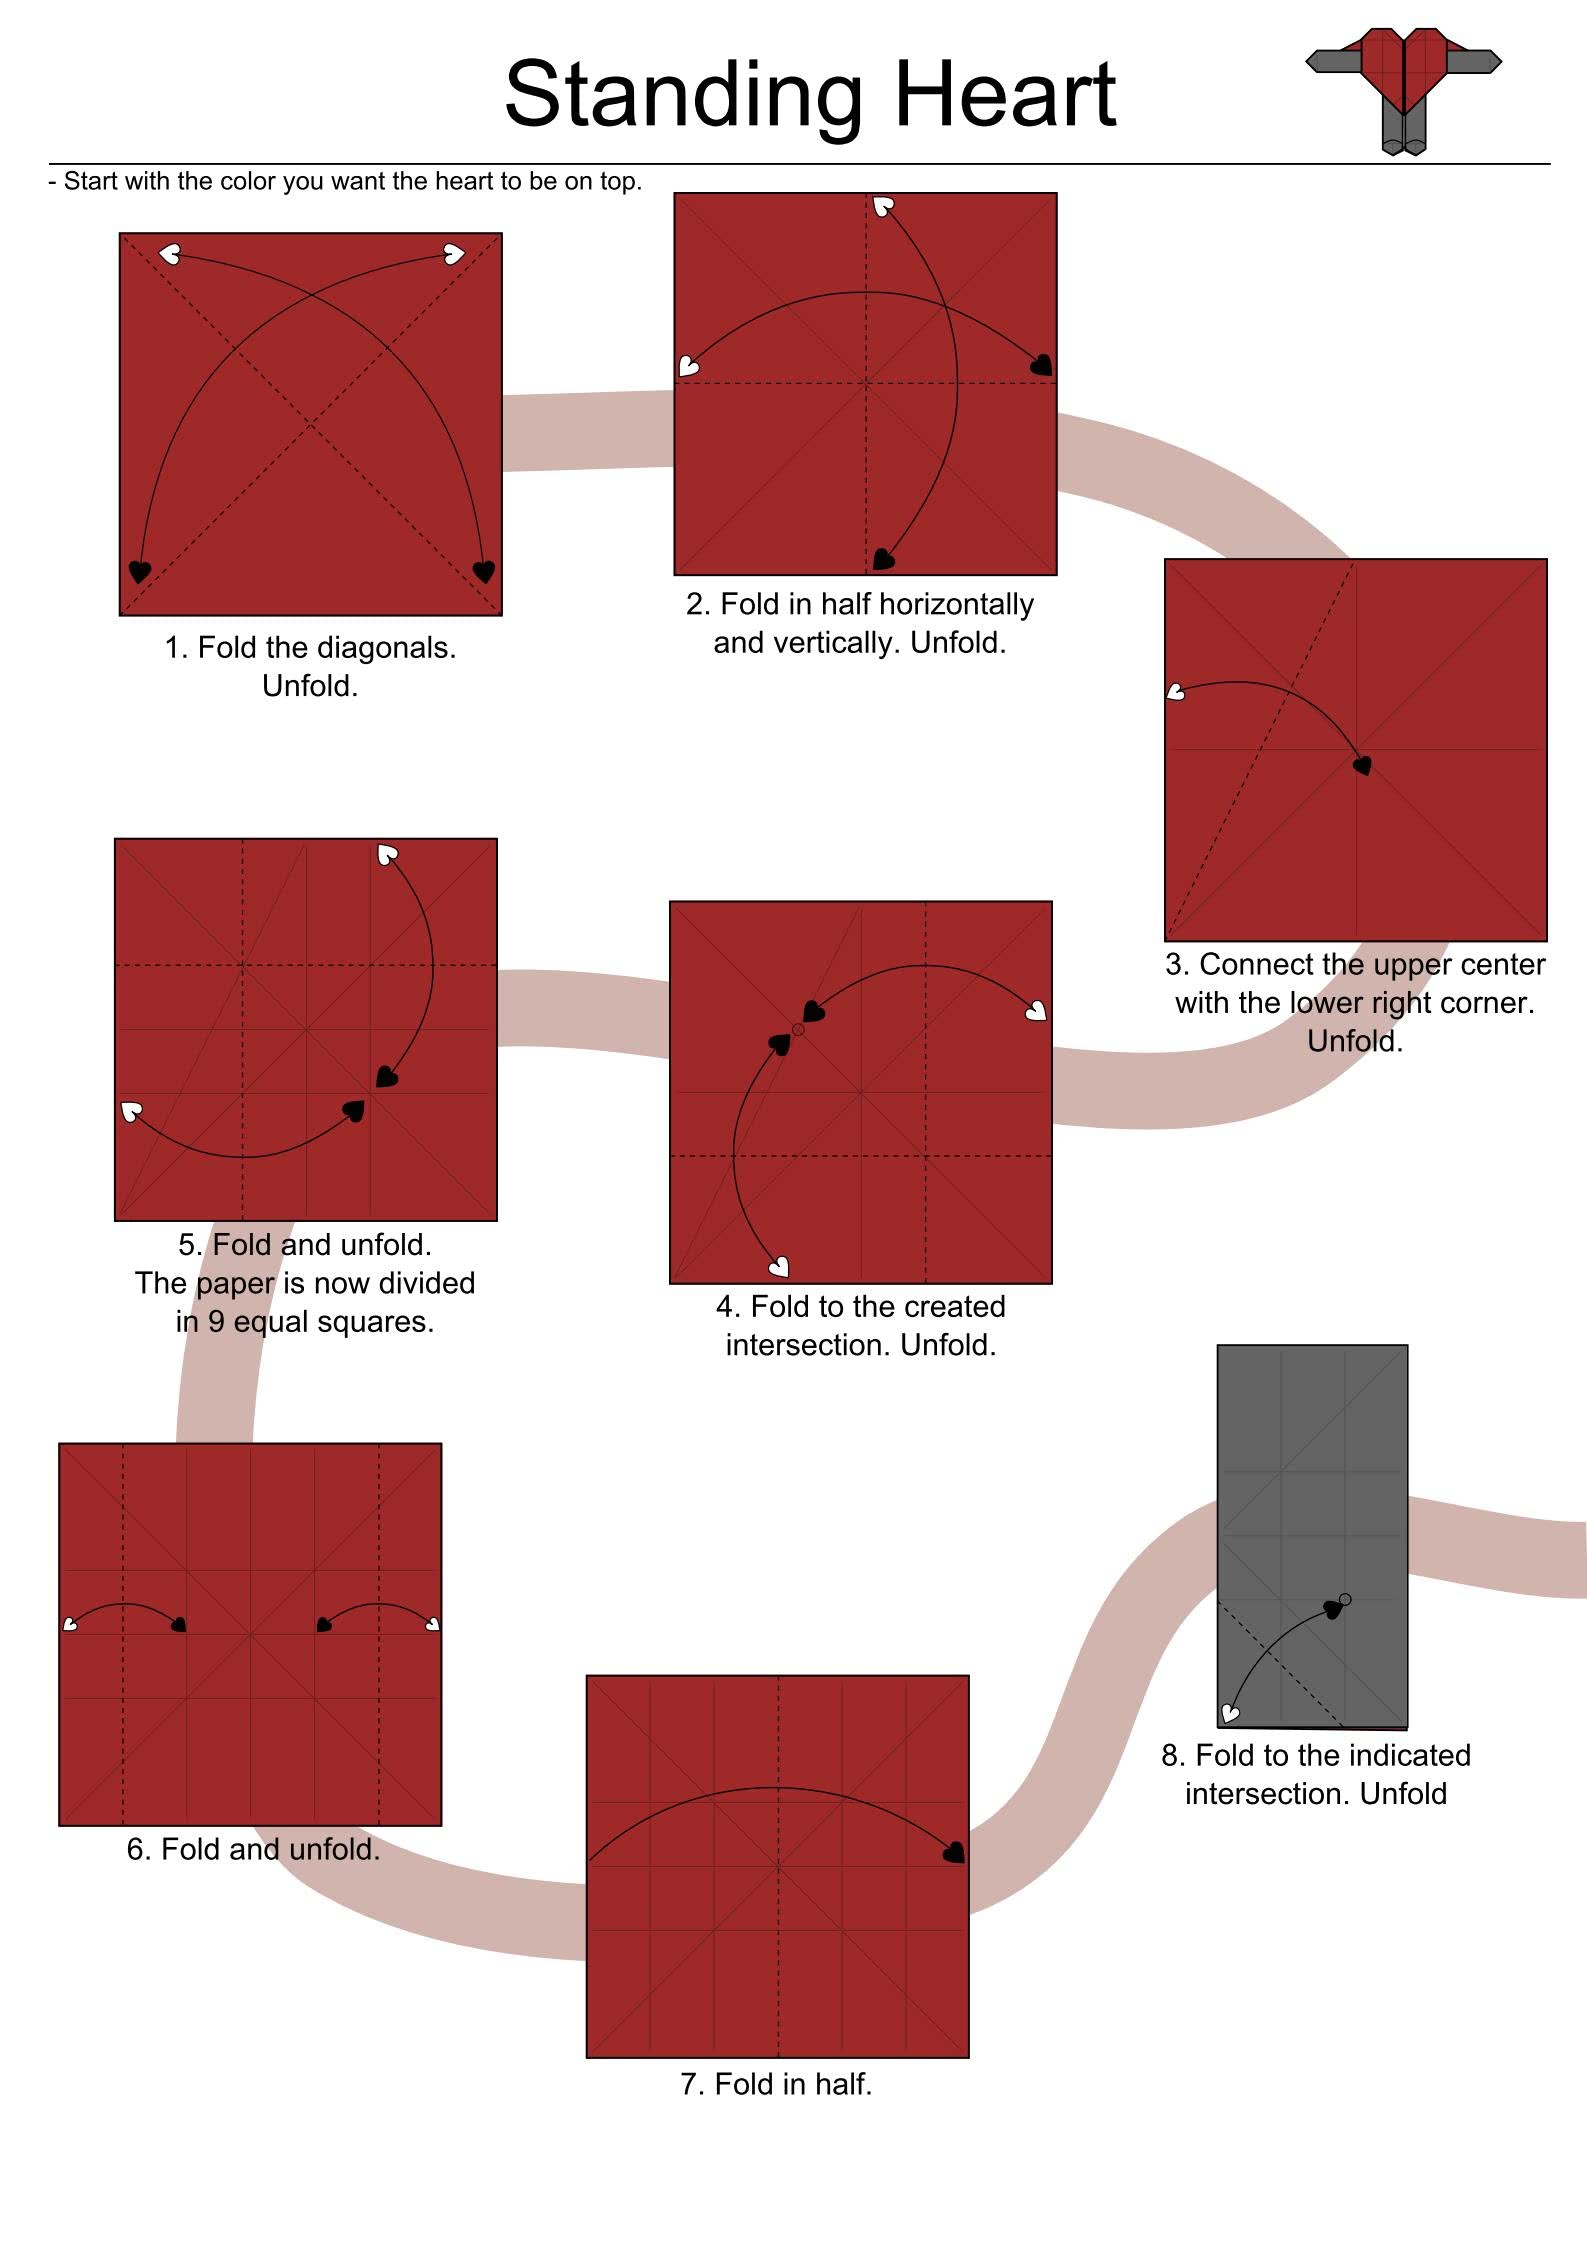 Standing Heart
- Start with the color you want the heart to be on top.
1. Fold the diagonals.
Unfold.
2. Fold in half horizontally
and vertically. Unfold.
3. Connect the upper center
with the lower right corner.
Unfold.
4. Fold to the created
intersection. Unfold.
5. Fold and unfold.
The paper is now divided
in 9 equal squares.
6. Fold and unfold.
7. Fold in half.
8. Fold to the indicated
intersection. Unfold